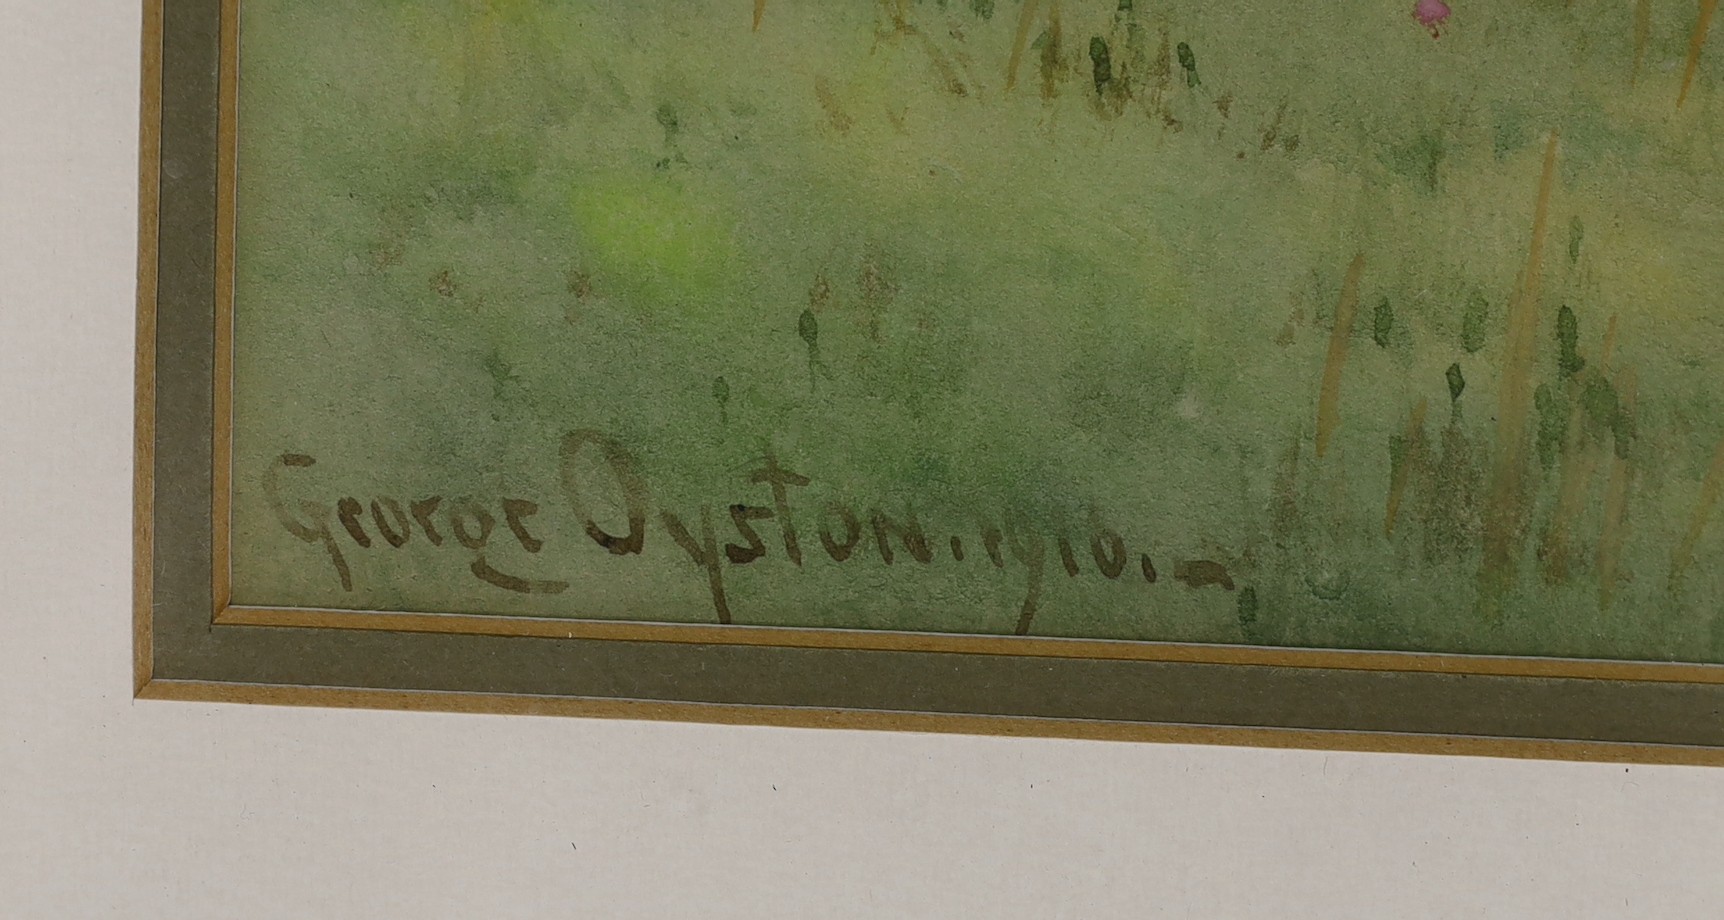 George Oyston. 1910. -